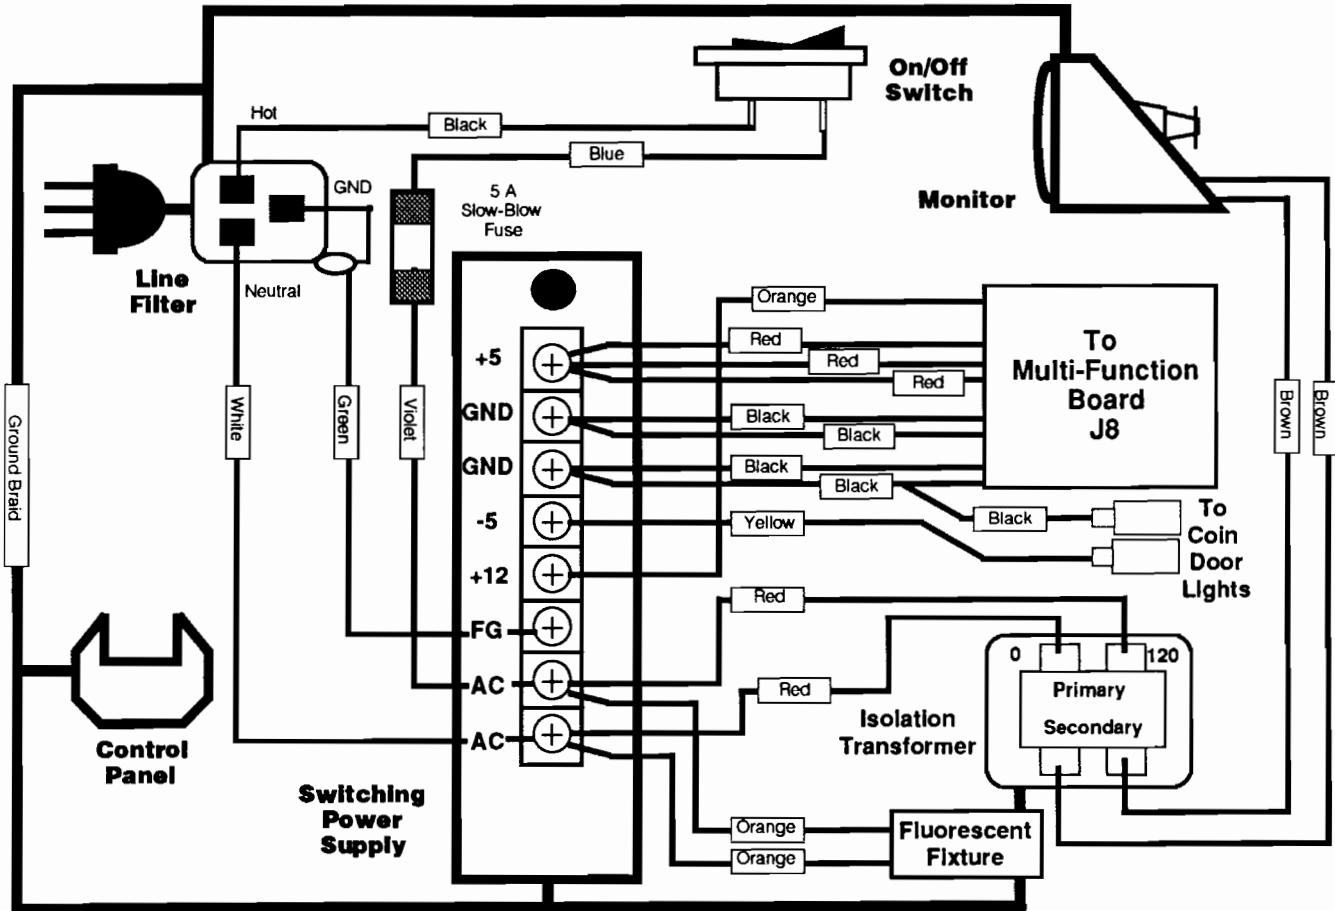 On/Off
Switch
Hot
Black
Blue
GND
5 A
Slow-Blow
Fuse
Monitor
Line
Filter
Neutral
Orange
+5
Red
Red
Red
To
Multi-Function
Board
J8
GND
Black
Black
GND
Black
Black
Ground Braid
White
Green
Violet
Brown
Brown
-5
Yellow
Black
To
Coin
Door
Lights
+12
Red
FG
0
120
AC
Red
Primary
Secondary
Isolation
Transformer
AC
Control
Panel
Switching
Power
Supply
Orange
Orange
Fluorescent
Fixture